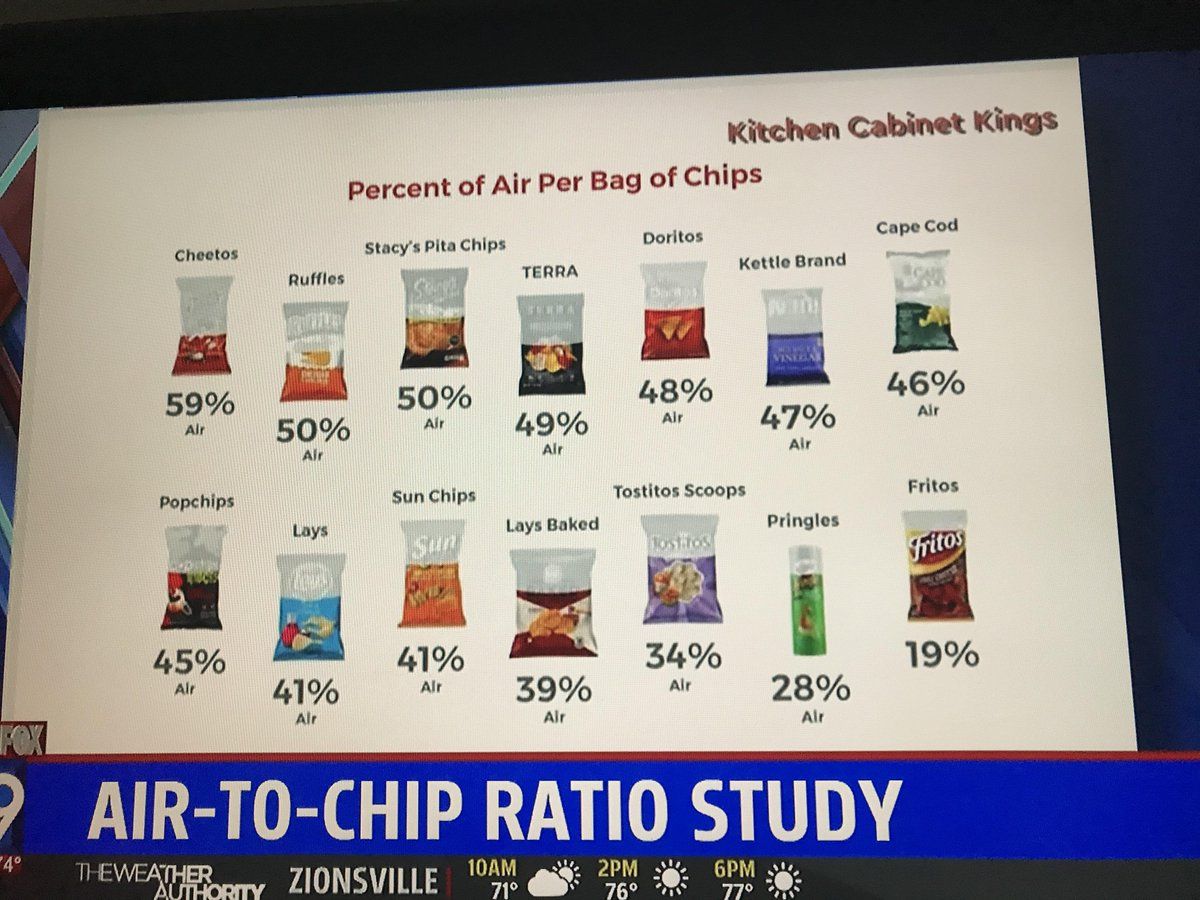 Kitchen Cabinet Kings
Percent of Air Per Bag of Chips
Cheetos
59%
Air
Ruffles
50%
Air
Stacy's Pita Chips
50%
Air
TERRA
49%
Air
Doritos
48%
Air
Kettle Brand
VINEGAR
47%
Air
Cape Cod
46%
Air
Popchips
45%
Air
Lays
41%
Air
Sun Chips
Sun
41%
Air
Lays Baked
39%
Air
Tostitos Scoops
Tostitos
34%
Air
Pringles
28%
Air
Fritos
Fritos
19%
FOX
9
AIR-TO-CHIP RATIO STUDY
74°
THE WEATHER
AUTHORITY
ZIONSVILLE
10AM
71°
2PM
76°
6PM
77°